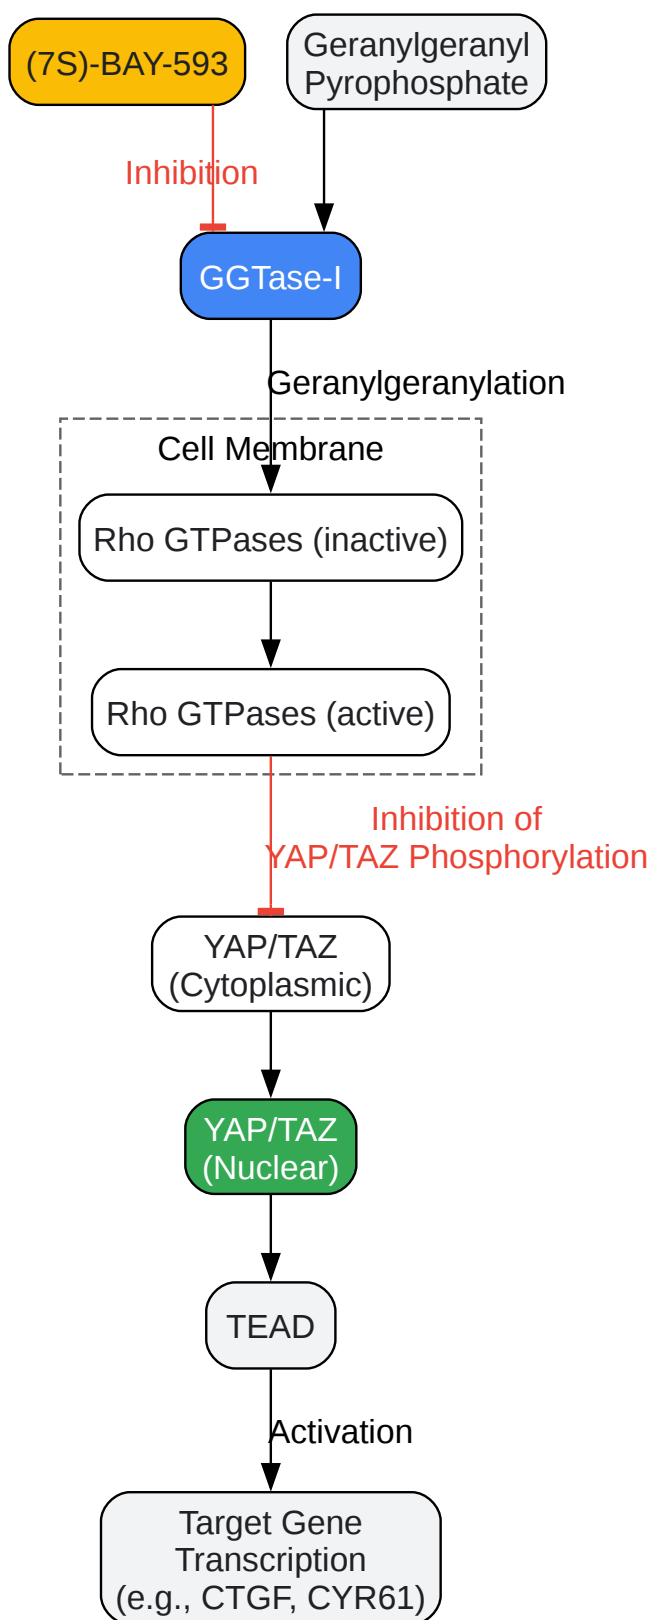 (7S)-BAY-593
Geranylgeranyl
Pyrophosphate
Inhibition
GGTase-I
Geranylgeranylation
Cell Membrane
Rho GTPases (inactive)
Rho GTPases (active)
Inhibition of
YAP/TAZ Phosphorylation
YAP/TAZ
(Cytoplasmic)
YAP/TAZ
(Nuclear)
TEAD
Activation
Target Gene
Transcription
(e.g., CTGF, CYR61)